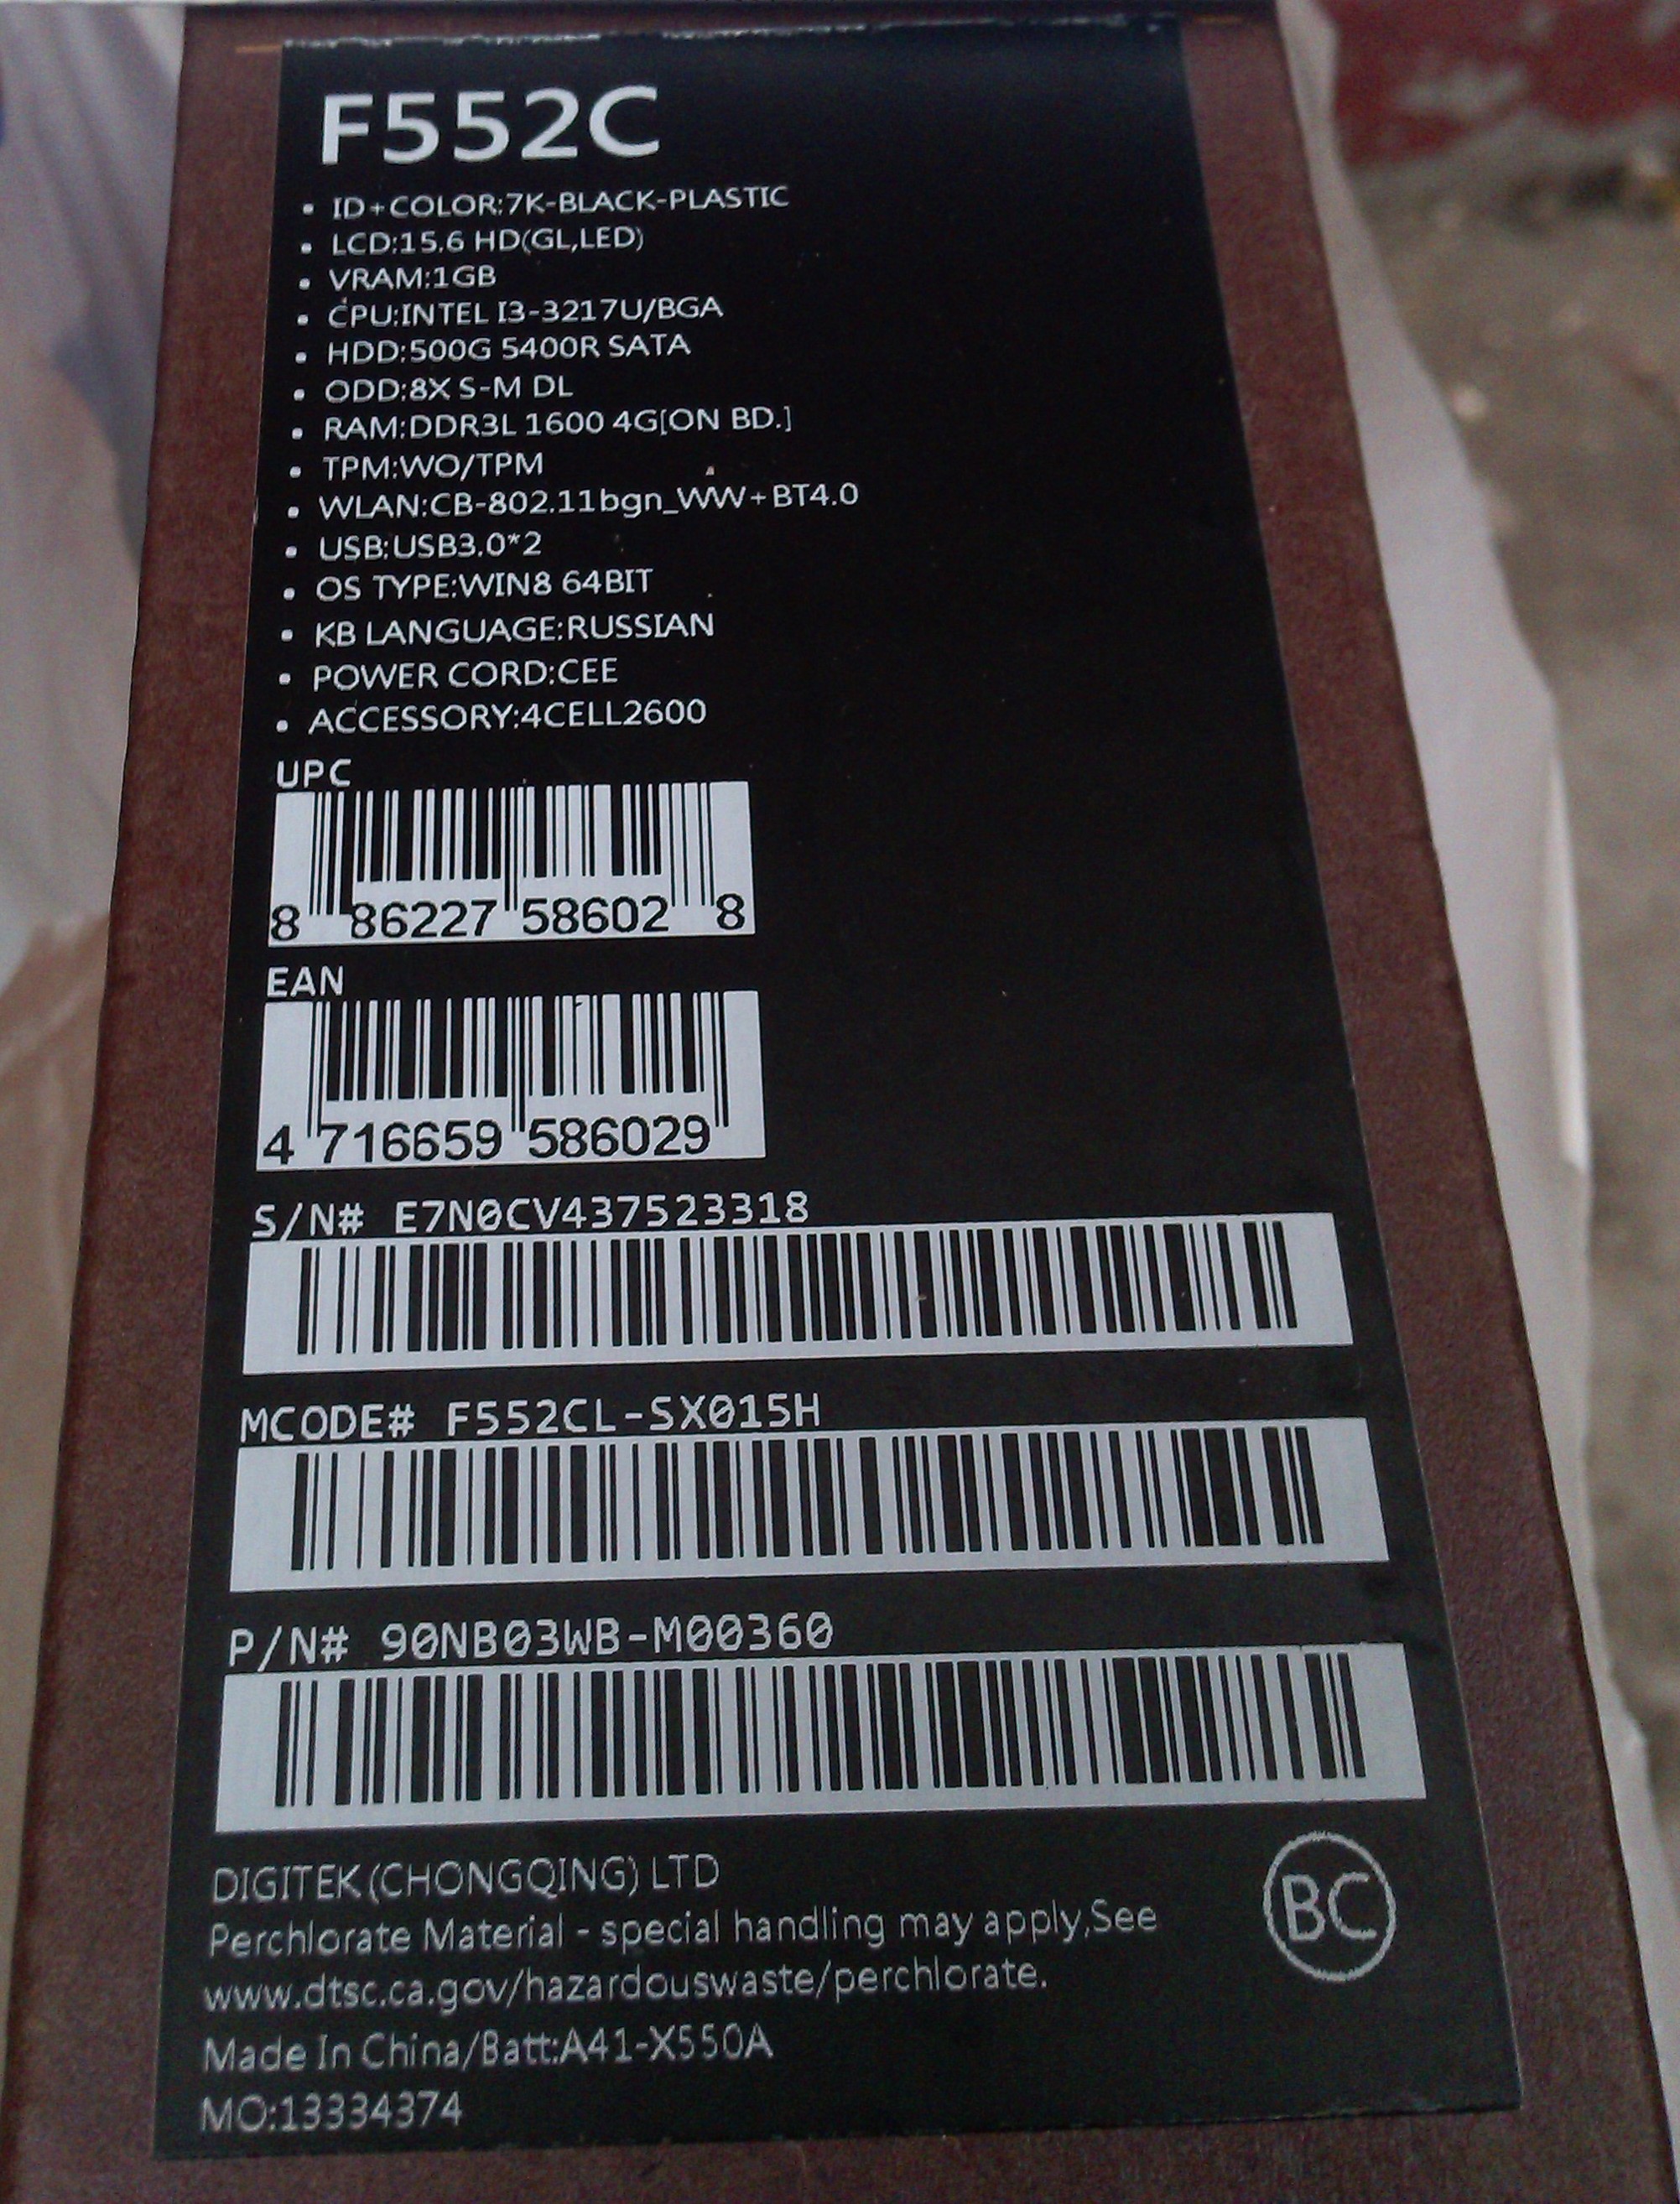 F552C
• ID+COLOR:7K-BLACK-PLASTIC
• LCD:15.6 HD(GL,LED)
• VRAM:1GB
• CPU:INTEL I3-3217U/BGA
• HDD:500G 5400R SATA
• ODD:8X S-M DL
• RAM:DDR3L 1600 4G[ON BD.]
• TPM:WO/TPM
• WLAN:CB-802.11bgn_WW+BT4.0
• USB:USB3.0*2
• OS TYPE:WIN8 64BIT
• KB LANGUAGE:RUSSIAN
• POWER CORD:CEE
• ACCESSORY:4CELL2600
UPC
8 86227 58602 8
EAN
4 716659 586029
S/N# E7N0CV437523318
MCODE# F552CL-SX015H
P/N# 90NB03WB-M00360
DIGITEK(CHONGQING) LTD
Perchlorate Material - special handling may apply,See
www.dtsc.ca.gov/hazardouswaste/perchlorate.
Made In China/Batt:A41-X550A
MO:13334374
BC